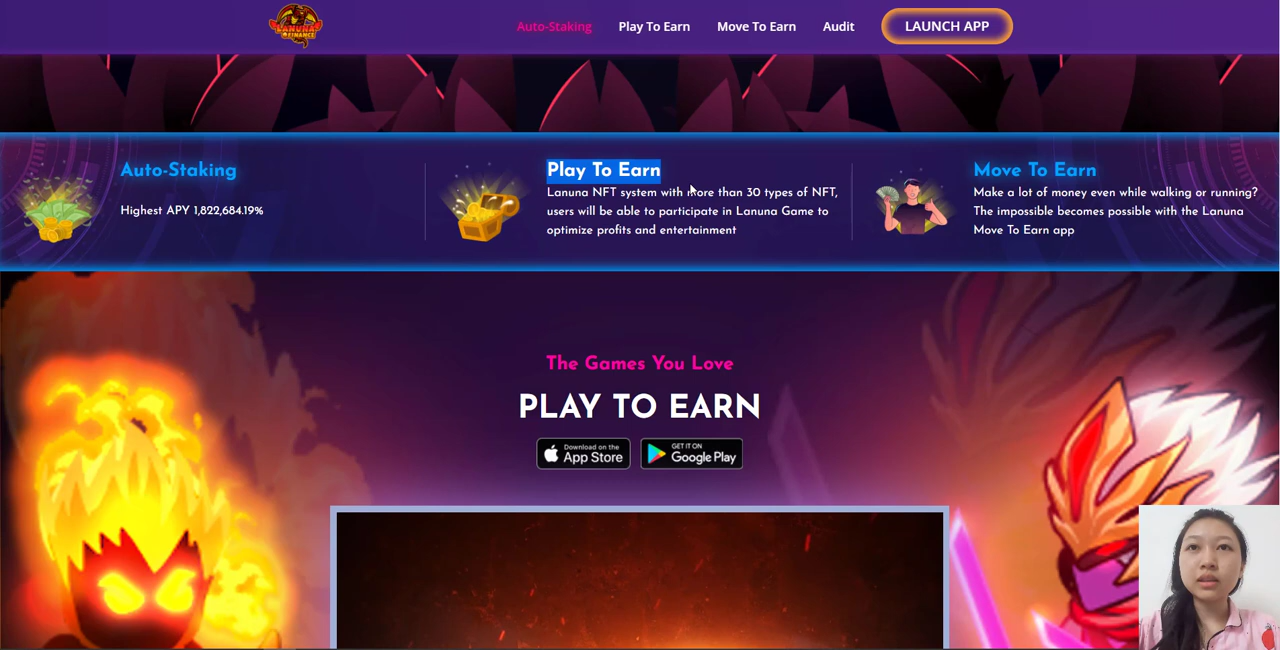 LANUNA
FINANCE
Auto-Staking
Play To Earn
Move To Earn
Audit
LAUNCH APP
Auto-Staking
Highest APY 1,822,684.19%
Play To Earn
Lanuna NFT system with more than 30 types of NFT,
users will be able to participate in Lanuna Game to
optimize profits and entertainment
Move To Earn
Make a lot of money even while walking or running?
The impossible becomes possible with the Lanuna
Move To Earn app
The Games You Love
PLAY TO EARN
Download on the
App Store
GET IT ON
Google Play